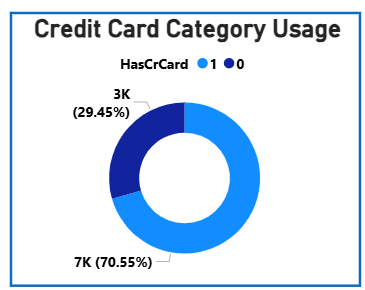 Credit Card Category Usage
HasCrCard 1 0
3K
(29.45%)
7K (70.55%)